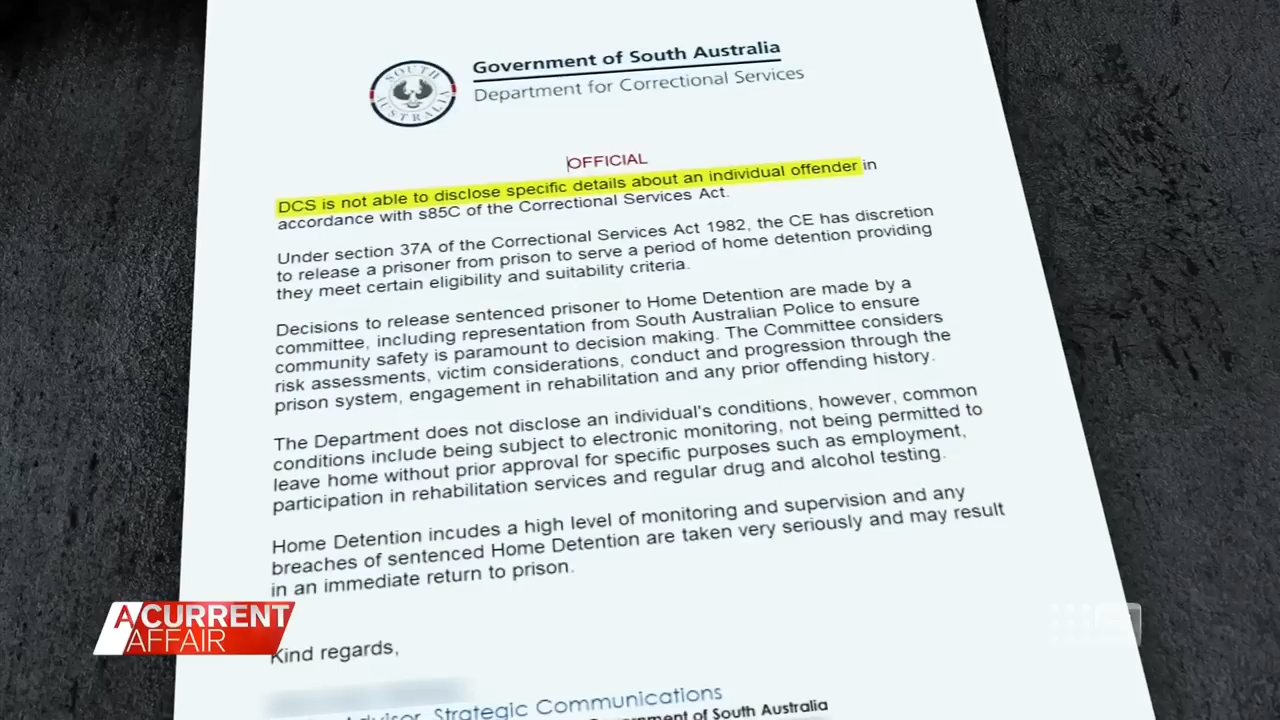 SOUTH AUSTRALIA
Government of South Australia
Department for Correctional Services
OFFICIAL
DCS is not able to disclose specific details about an individual offender in
accordance with s85C of the Correctional Services Act.
Under section 37A of the Correctional Services Act 1982, the CE has discretion
to release a prisoner from prison to serve a period of home detention providing
they meet certain eligibility and suitability criteria.
Decisions to release sentenced prisoner to Home Detention are made by a
committee, including representation from South Australian Police to ensure
community safety is paramount to decision making. The Committee considers
risk assessments, victim considerations, conduct and progression through the
prison system, engagement in rehabilitation and any prior offending history.
The Department does not disclose an individual's conditions, however, common
conditions include being subject to electronic monitoring, not being permitted to
leave home without prior approval for specific purposes such as employment,
participation in rehabilitation services and regular drug and alcohol testing.
Home Detention incudes a high level of monitoring and supervision and any
breaches of sentenced Home Detention are taken very seriously and may result
in an immediate return to prison.
Kind regards,
Advisor, Strategic Communications
of South Australia
A CURRENT
AFFAIR